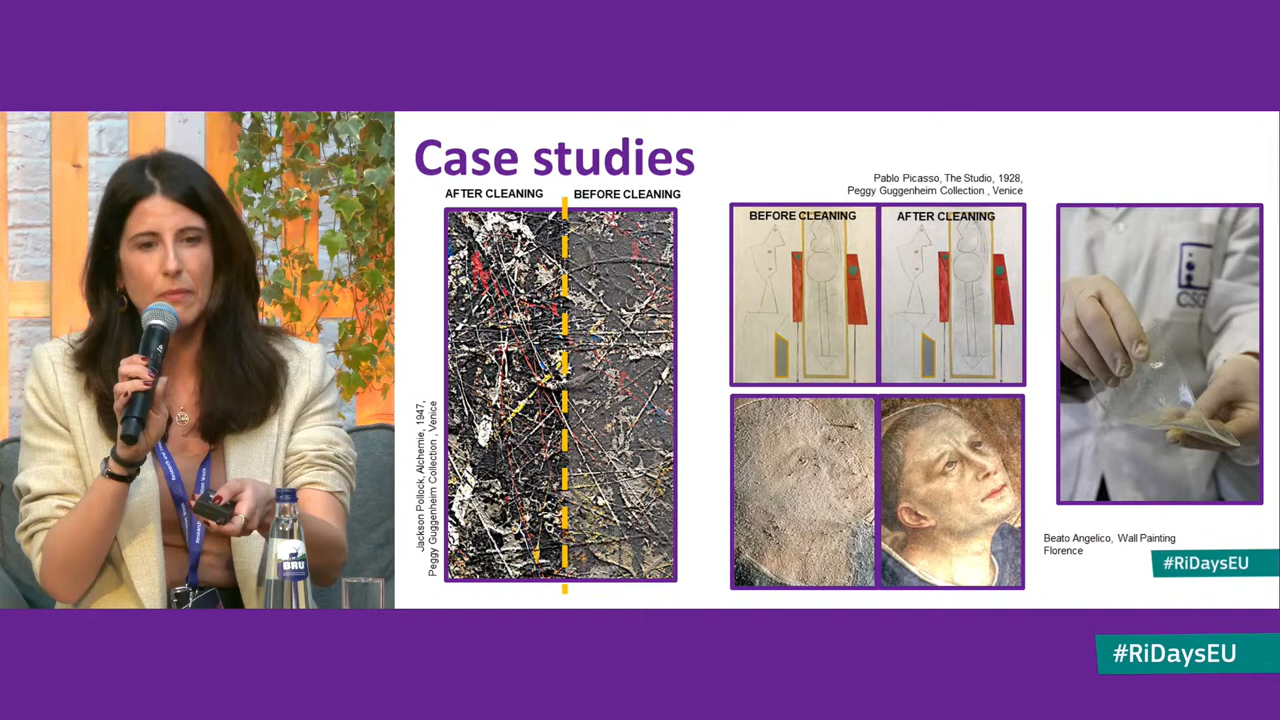 Case studies
AFTER CLEANING
BEFORE CLEANING
Jackson Pollock, Alchemie, 1947,
Peggy Guggenheim Collection , Venice
Pablo Picasso, The Studio, 1928,
Peggy Guggenheim Collection , Venice
BEFORE CLEANING
AFTER CLEANING
Beato Angelico, Wall Painting
Florence
#RiDaysEU
#RiDaysEU
BRU